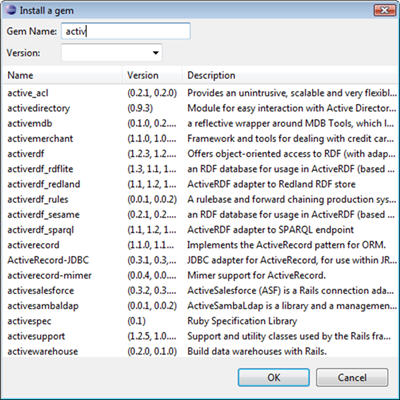 Install a gem
Gem Name: activ
Version:
Name Version Description
active_acl (0.2.1, 0.2.0) Provides an unintrusive, scalable and very flexibl...
activedirectory (0.9.3) Module for easy interaction with Active Director...
activemdb (0.1.0, 0.2.... a reflective wrapper around MDB Tools, which l...
activemerchant (1.1.0, 1.0.... Framework and tools for dealing with credit car...
activerdf (1.2.3, 1.2.... Offers object-oriented access to RDF (with adap...
activerdf_rdflite (1.3, 1.1, 1... an RDF database for usage in ActiveRDF (based ...
activerdf_redland (1.1, 1.2, 1... ActiveRDF adapter to Redland RDF store
activerdf_rules (0.0.1, 0.0.2) A rulebase and forward chaining production sys...
activerdf_sesame (0.2.1, 0.2.... an RDF database for usage in ActiveRDF (based ...
activerdf_sparql (1.1, 1.2, 1... ActiveRDF adapter to SPARQL endpoint
activerecord (1.1.0, 1.1.... Implements the ActiveRecord pattern for ORM.
ActiveRecord-JDBC (0.3.1, 0.3,... JDBC adapter for ActiveRecord, for use within JR...
activerecord-mimer (0.0.4, 0.0.... Mimer support for ActiveRecord.
activesalesforce (0.3.2, 0.3.... ActiveSalesforce (ASF) is a Rails connection ada...
activesambaldap (0.0.1, 0.0.2) ActiveSambaLdap is a library and a managemen...
activespec (0.1) Ruby Specification Library
activesupport (1.2.5, 1.0.... Support and utility classes used by the Rails fra...
activewarehouse (0.2.0, 0.1.0) Build data warehouses with Rails.
OK Cancel